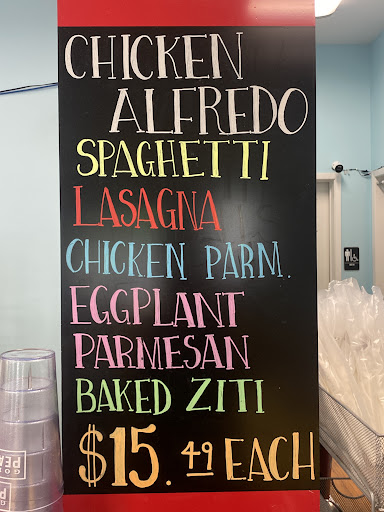 CHICKEN
ALFREDO
SPAGHETTI
LASAGNA
CHICKEN PARM.
EGGPLANT
PARMESAN
BAKED ZITI
$15.49 EACH